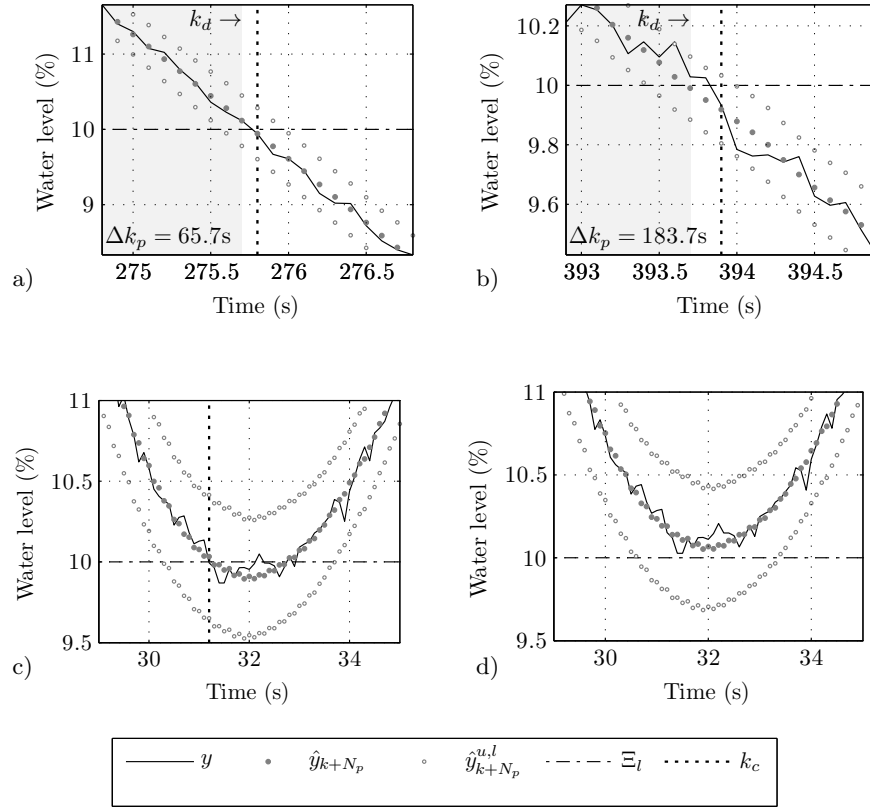 k_d →
11
10
9
Water level (%)
Δk_p = 65.7s
275 275.5 276 276.5
Time (s)
a)
k_d →
10.2
10
9.8
9.6
Water level (%)
Δk_p = 183.7s
393 393.5 394 394.5
Time (s)
b)
11
10.5
10
9.5
Water level (%)
30 32 34
Time (s)
c)
11
10.5
10
9.5
Water level (%)
30 32 34
Time (s)
d)
y ŷ_{k+N_p} ŷ^{u,l}_{k+N_p} Ξ_l k_c